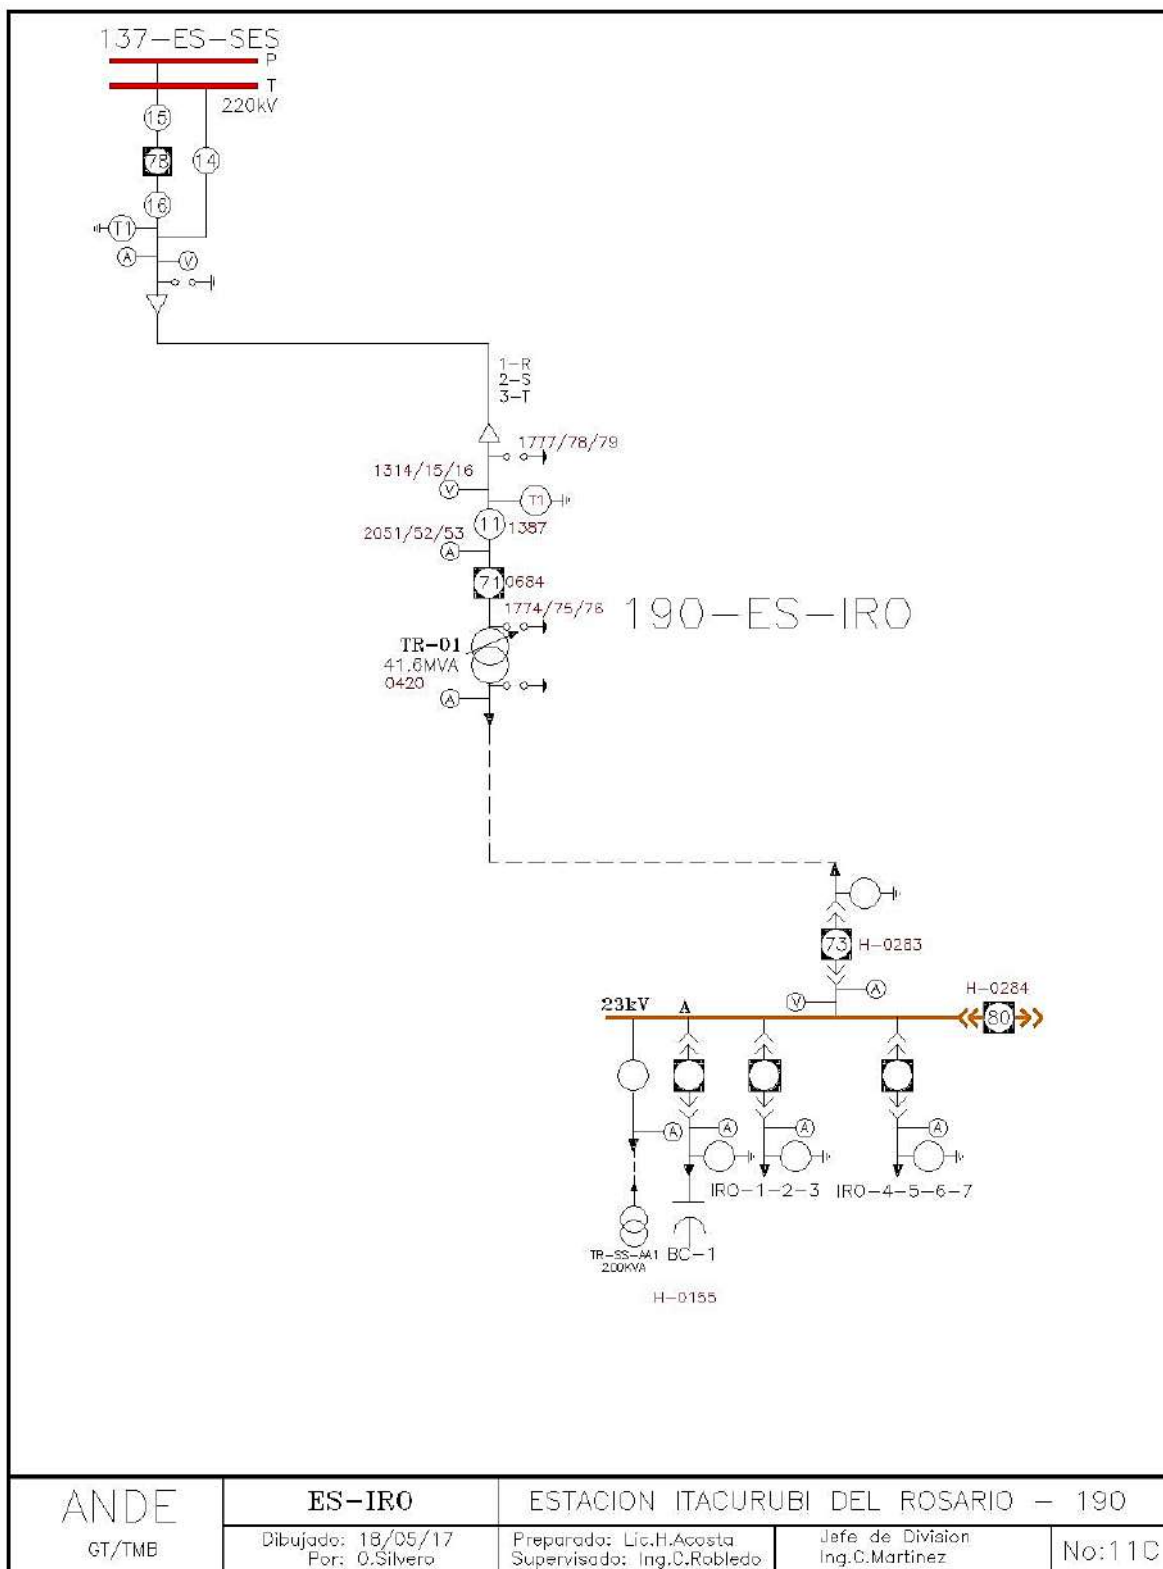 137-ES-SES
P
T
220kV
15
78
14
16
T1
A
V
1-R
2-S
3-T
1777/78/79
1314/15/16
V
T1
11
1387
2051/52/53
A
71
0684
1774/75/76
190-ES-IRO
TR-01
41.6MVA
0420
A
A
73
H-0283
A
V
H-0284
23kV
A
80
A
A
A
A
IRO-1-2-3
IRO-4-5-6-7
TR-SS-AA1
200KVA
BC-1
H-0155
ANDE
GT/TMB
ES-IRO
ESTACION ITACURUBI DEL ROSARIO - 190
Dibujado: 18/05/17
Por: O.Silvero
Preparado: Lic.H.Acosta
Supervisado: Ing.C.Robledo
Jefe de Division
Ing.C.Martinez